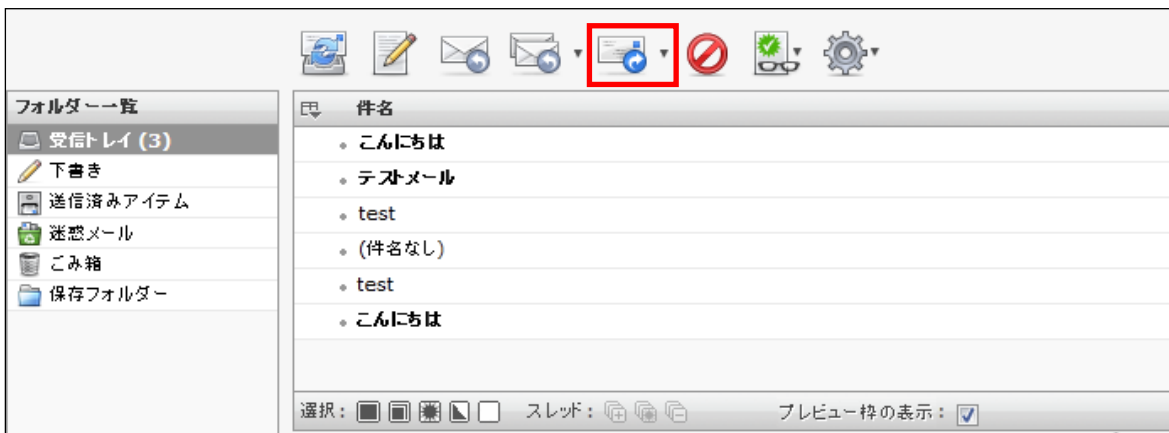 フォルダー一覧
件名
受信トレイ (3)
下書き
送信済みアイテム
迷惑メール
ごみ箱
保存フォルダー
こんにちは
テストメール
test
(件名なし)
test
こんにちは
選択: スレッド: プレビュー枠の表示: